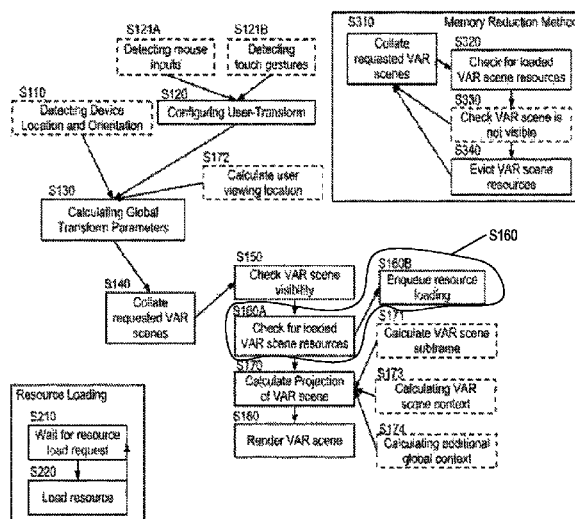 S121A
Detecting mouse
inputs
S121B
Detecting
touch gestures
S120
Configuring User-Transform
S110
Detecting Device
Location and Orientation
S172
Calculate user
viewing location
S130
Calculating Global
Transform Parameters
S140
Collate
requested VAR
scenes
S150
Check VAR scene
visibility
S160
S160B
Enqueue resource
loading
S160A
Check for loaded
VAR scene resources
S170
Calculate Projection
of VAR scene
S180
Render VAR scene
S171
Calculate VAR scene
subframe
S173
Calculating VAR
scene context
S174
Calculating additional
global context
Memory Reduction Method
S310
Collate
requested VAR
scenes
S320
Check for loaded
VAR scene resources
S330
Check VAR scene is
not visible
S340
Evict VAR scene
resources
Resource Loading
S210
Wait for resource
load request
S220
Load resource